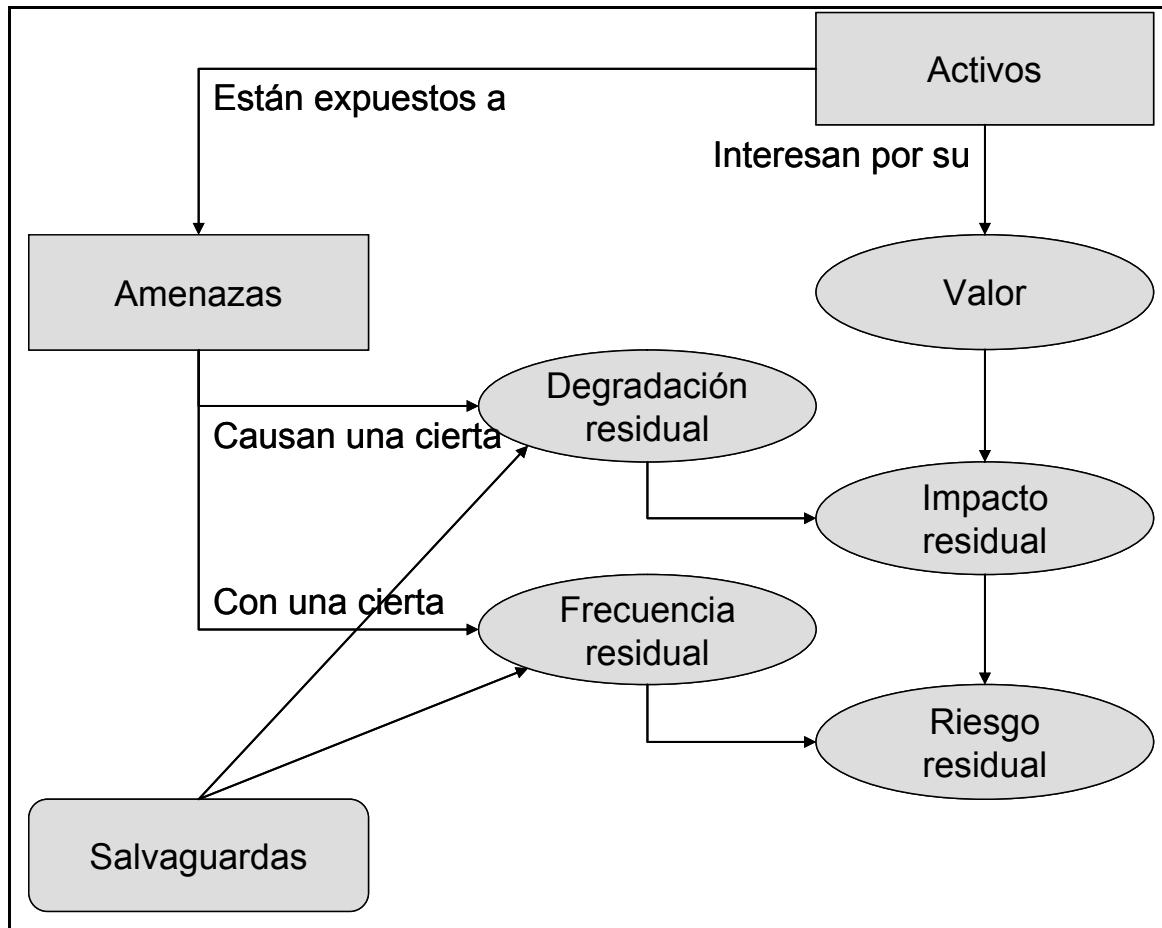 Activos
Están expuestos a
Interesan por su
Amenazas
Valor
Degradación
residual
Causan una cierta
Impacto
residual
Con una cierta
Frecuencia
residual
Riesgo
residual
Salvaguardas